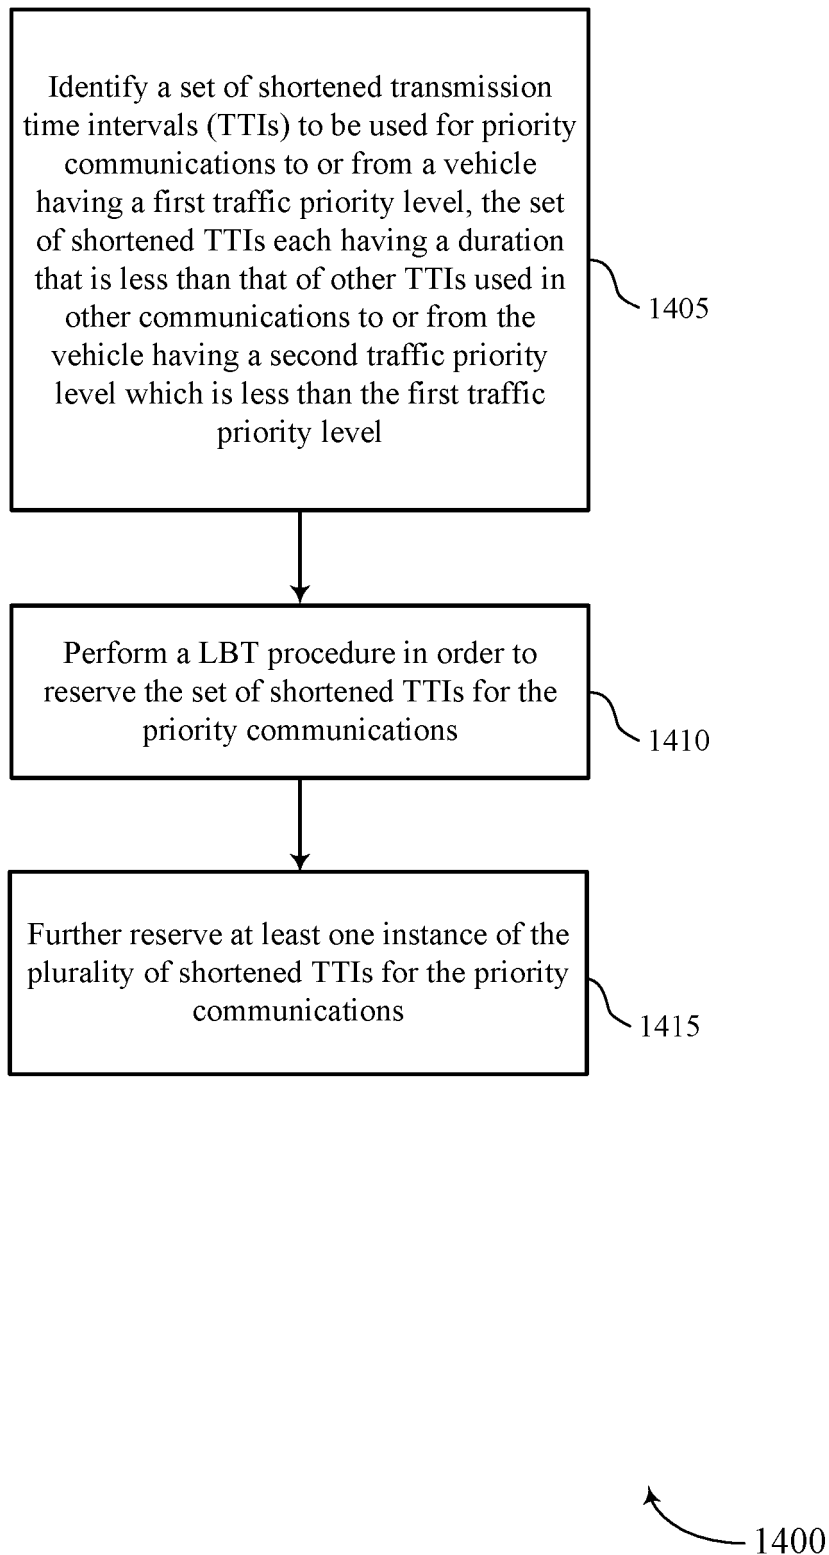 Identify a set of shortened transmission
time intervals (TTIs) to be used for priority
communications to or from a vehicle
having a first traffic priority level, the set
of shortened TTIs each having a duration
that is less than that of other TTIs used in
other communications to or from the
vehicle having a second traffic priority
level which is less than the first traffic
priority level
1405
Perform a LBT procedure in order to
reserve the set of shortened TTIs for the
priority communications
1410
Further reserve at least one instance of the
plurality of shortened TTIs for the priority
communications
1415
1400